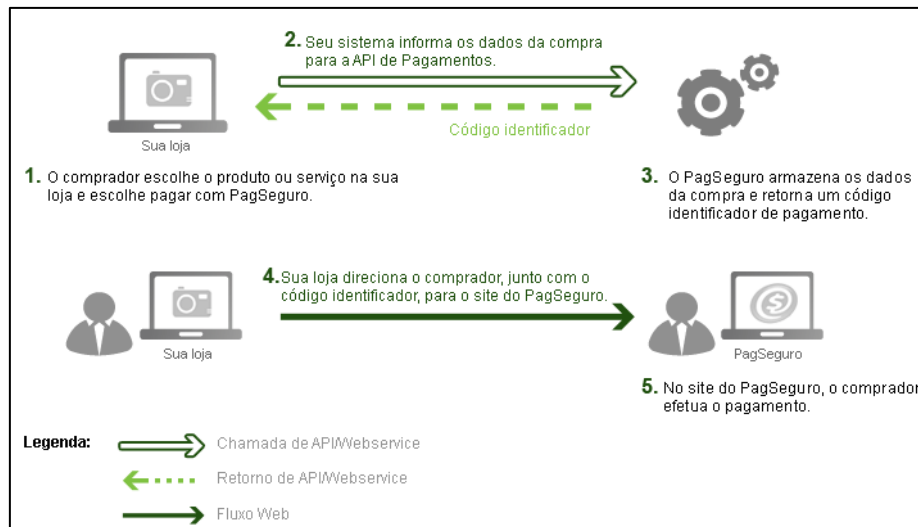 2. Seu sistema informa os dados da compra
para a API de Pagamentos.
Código identificador
Sua loja
1. O comprador escolhe o produto ou serviço na sua
loja e escolhe pagar com PagSeguro.
3. O PagSeguro armazena os dados
da compra e retorna um código
identificador de pagamento.
4. Sua loja direciona o comprador, junto com o
código identificador, para o site do PagSeguro.
Sua loja
PagSeguro
5. No site do PagSeguro, o comprador
efetua o pagamento.
Legenda:
Chamada de API/Webservice
Retorno de API/Webservice
Fluxo Web